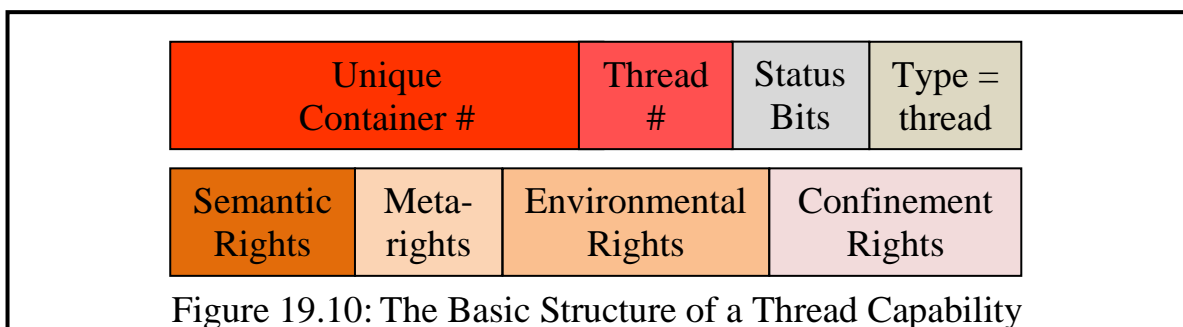 Unique Thread Status Type =
Container # # Bits thread
Semantic Meta- Environmental Confinement
Rights rights Rights Rights
Figure 19.10: The Basic Structure of a Thread Capability